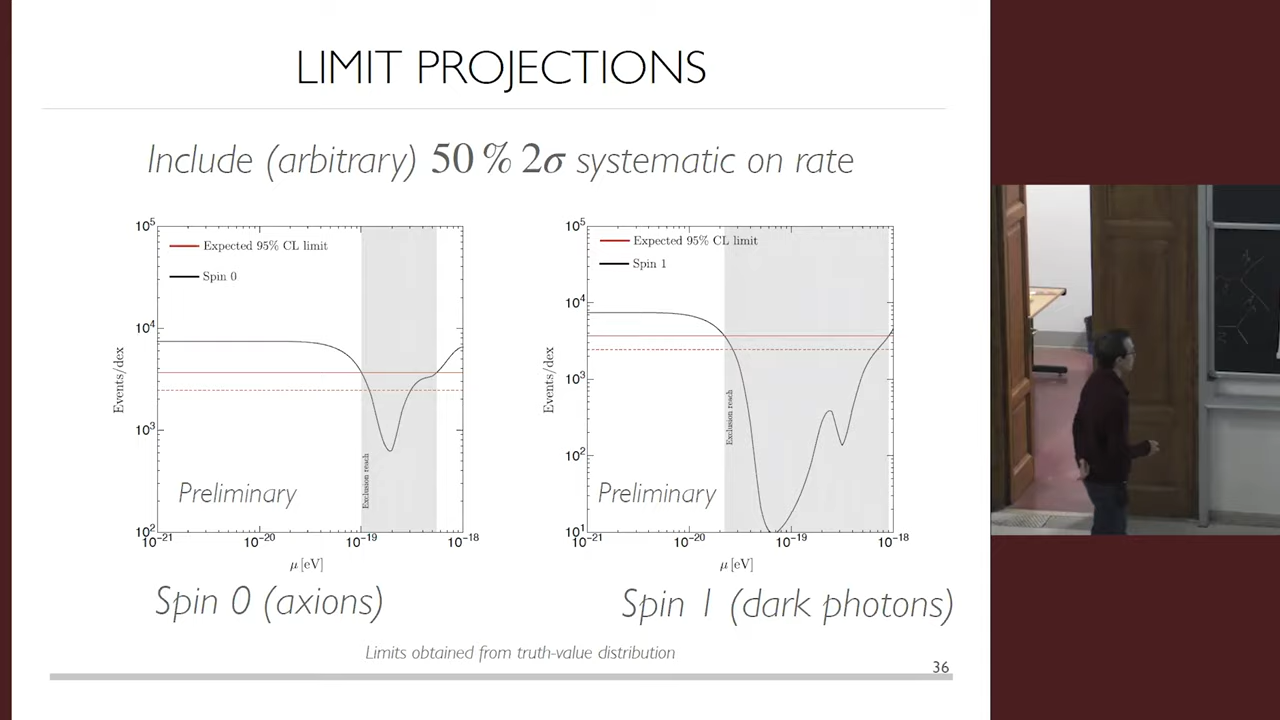 LIMIT PROJECTIONS
Include (arbitrary) 50 % 2σ systematic on rate
10⁵
Expected 95% CL limit
Spin 0
10⁴
Events/dex
10³
Exclusion reach
Preliminary
10²
10⁻²¹ 10⁻²⁰ 10⁻¹⁹ 10⁻¹⁸
μ [eV]
Spin 0 (axions)
10⁵
Expected 95% CL limit
Spin 1
10⁴
Events/dex
10³
Exclusion reach
10²
Preliminary
10¹
10⁻²¹ 10⁻²⁰ 10⁻¹⁹ 10⁻¹⁸
μ [eV]
Spin 1 (dark photons)
Limits obtained from truth-value distribution
36